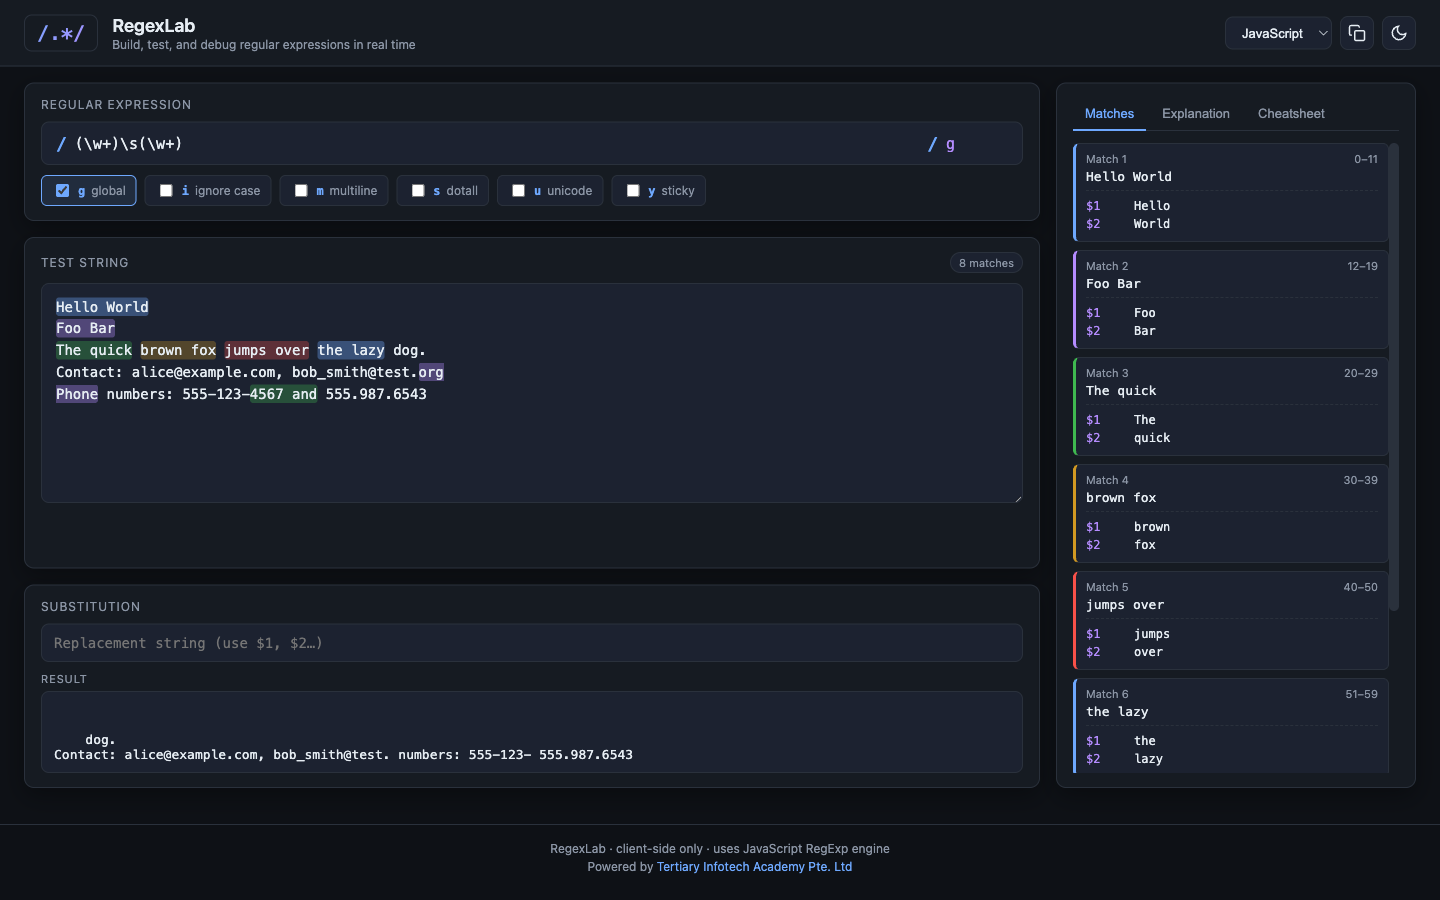 /.*/
RegexLab
Build, test, and debug regular expressions in real time
JavaScript
REGULAR EXPRESSION
/ (\w+)\s(\w+) / g
g global
i ignore case
m multiline
s dotall
u unicode
y sticky
TEST STRING
8 matches
Hello World
Foo Bar
The quick brown fox jumps over the lazy dog.
Contact: alice@example.com, bob_smith@test.org
Phone numbers: 555-123-4567 and 555.987.6543
SUBSTITUTION
Replacement string (use $1, $2…)
RESULT
dog.
Contact: alice@example.com, bob_smith@test. numbers: 555-123- 555.987.6543
Matches
Explanation
Cheatsheet
Match 1 0–11
Hello World
$1 Hello
$2 World
Match 2 12–19
Foo Bar
$1 Foo
$2 Bar
Match 3 20–29
The quick
$1 The
$2 quick
Match 4 30–39
brown fox
$1 brown
$2 fox
Match 5 40–50
jumps over
$1 jumps
$2 over
Match 6 51–59
the lazy
$1 the
$2 lazy
RegexLab · client-side only · uses JavaScript RegExp engine
Powered by Tertiary Infotech Academy Pte. Ltd